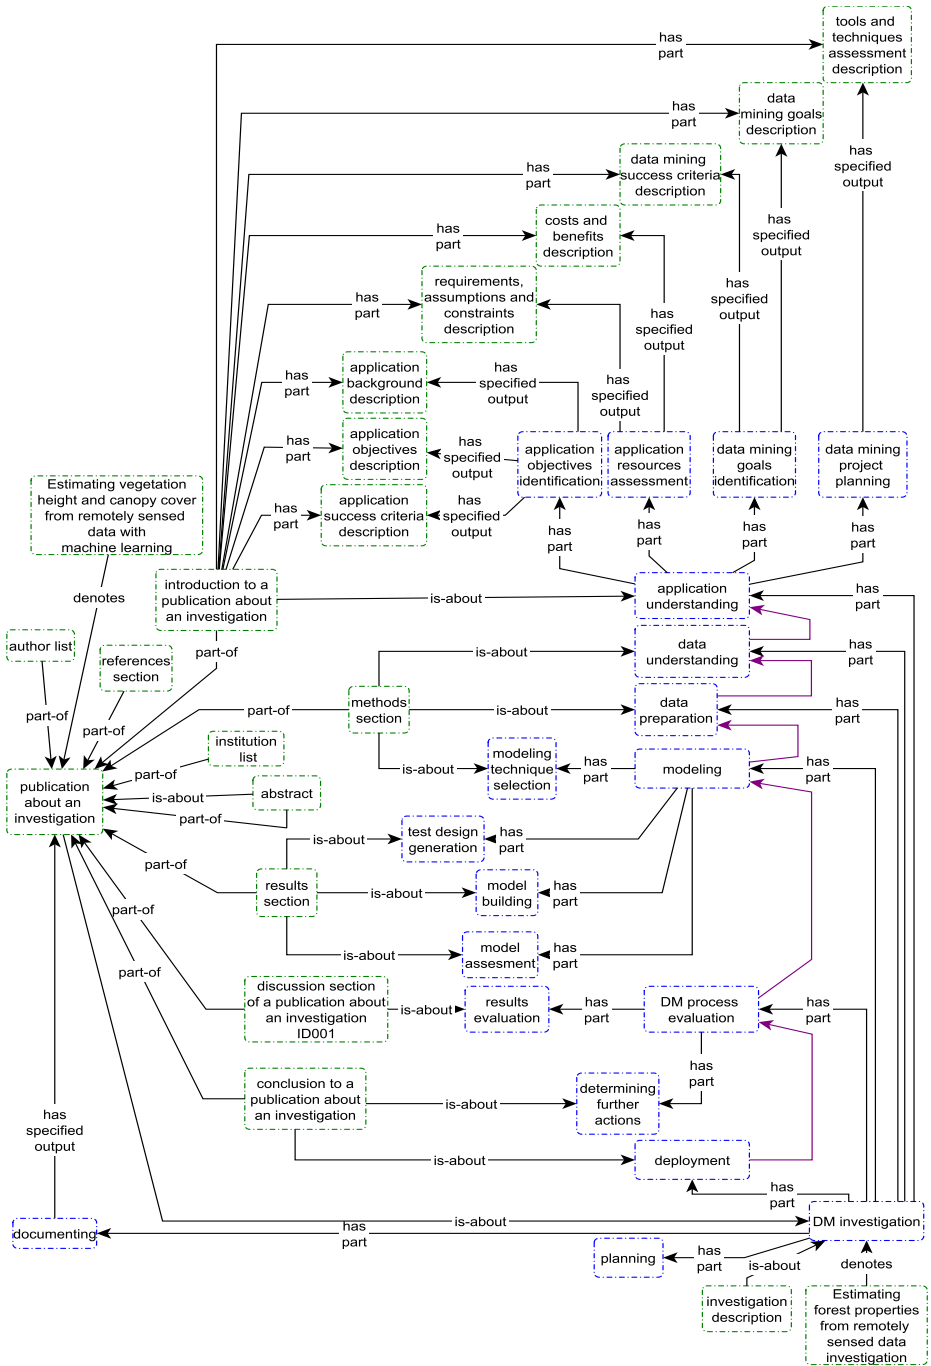 tools and
techniques
assessment
description
has
part
data
mining goals
description
has
part
has
specified
output
data mining
success criteria
description
has
part
costs and
benefits
description
has
part
has
specified
output
requirements,
assumptions and
constraints
description
has
part
has
specified
output
has
specified
output
application
background
description
has
part
has
specified
output
has
specified
output
application
objectives
description
has
part
has
specified
output
application
objectives
identification
application
resources
assessment
data mining
goals
identification
data mining
project
planning
application
success criteria
description
has
part
has
specified
output
Estimating vegetation
height and canopy cover
from remotely sensed
data with
machine learning
has
part
has
part
has
part
has
part
denotes
introduction to a
publication about
an investigation
is-about
application
understanding
has
part
author list
references
section
part-of
is-about
data
understanding
has
part
part-of
part-of
part-of
methods
section
is-about
data
preparation
has
part
institution
list
part-of
is-about
modeling
technique
selection
has
part
modeling
has
part
publication
about an
investigation
is-about
abstract
part-of
is-about
test design
generation
has
part
part-of
results
section
is-about
model
building
has
part
part-of
is-about
model
assesment
has
part
part-of
discussion section
of a publication about
an investigation
ID001
is-about
results
evaluation
has
part
DM process
evaluation
has
part
has
part
conclusion to a
publication about
an investigation
is-about
determining
further
actions
has
specified
output
is-about
deployment
has
part
documenting
is-about
has
part
DM investigation
planning
has
part
is-about
denotes
investigation
description
Estimating
forest properties
from remotely
sensed data
investigation